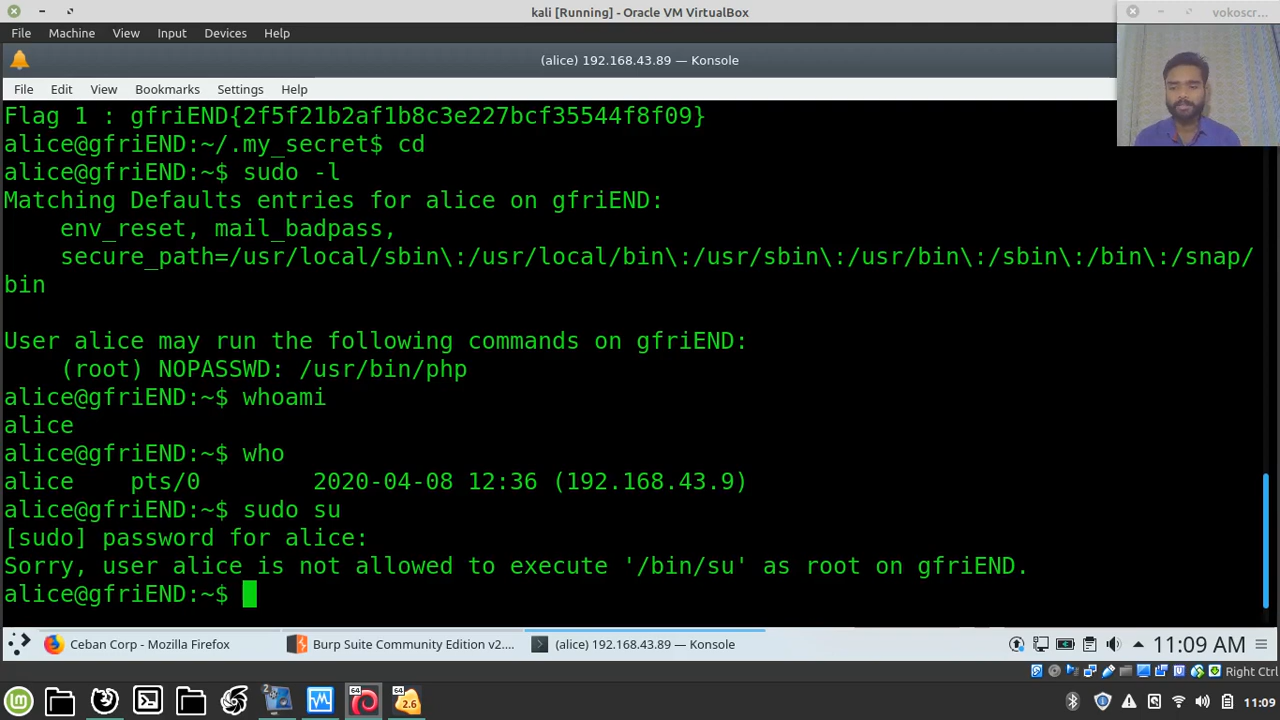 kali [Running] - Oracle VM VirtualBox
vokoscr...
File Machine View Input Devices Help
(alice) 192.168.43.89 — Konsole
File Edit View Bookmarks Settings Help
Flag 1 : gfriEND{2f5f21b2af1b8c3e227bcf35544f8f09}
alice@gfriEND:~/.my_secret$ cd
alice@gfriEND:~$ sudo -l
Matching Defaults entries for alice on gfriEND:
env_reset, mail_badpass,
secure_path=/usr/local/sbin\:/usr/local/bin\:/usr/sbin\:/usr/bin\:/sbin\:/bin\:/snap/
bin
User alice may run the following commands on gfriEND:
(root) NOPASSWD: /usr/bin/php
alice@gfriEND:~$ whoami
alice
alice@gfriEND:~$ who
alice pts/0 2020-04-08 12:36 (192.168.43.9)
alice@gfriEND:~$ sudo su
[sudo] password for alice:
Sorry, user alice is not allowed to execute '/bin/su' as root on gfriEND.
alice@gfriEND:~$
Ceban Corp - Mozilla Firefox Burp Suite Community Edition v2.... (alice) 192.168.43.89 — Konsole 11:09 AM
Right Ctrl
2 64 64 2.6 11:09